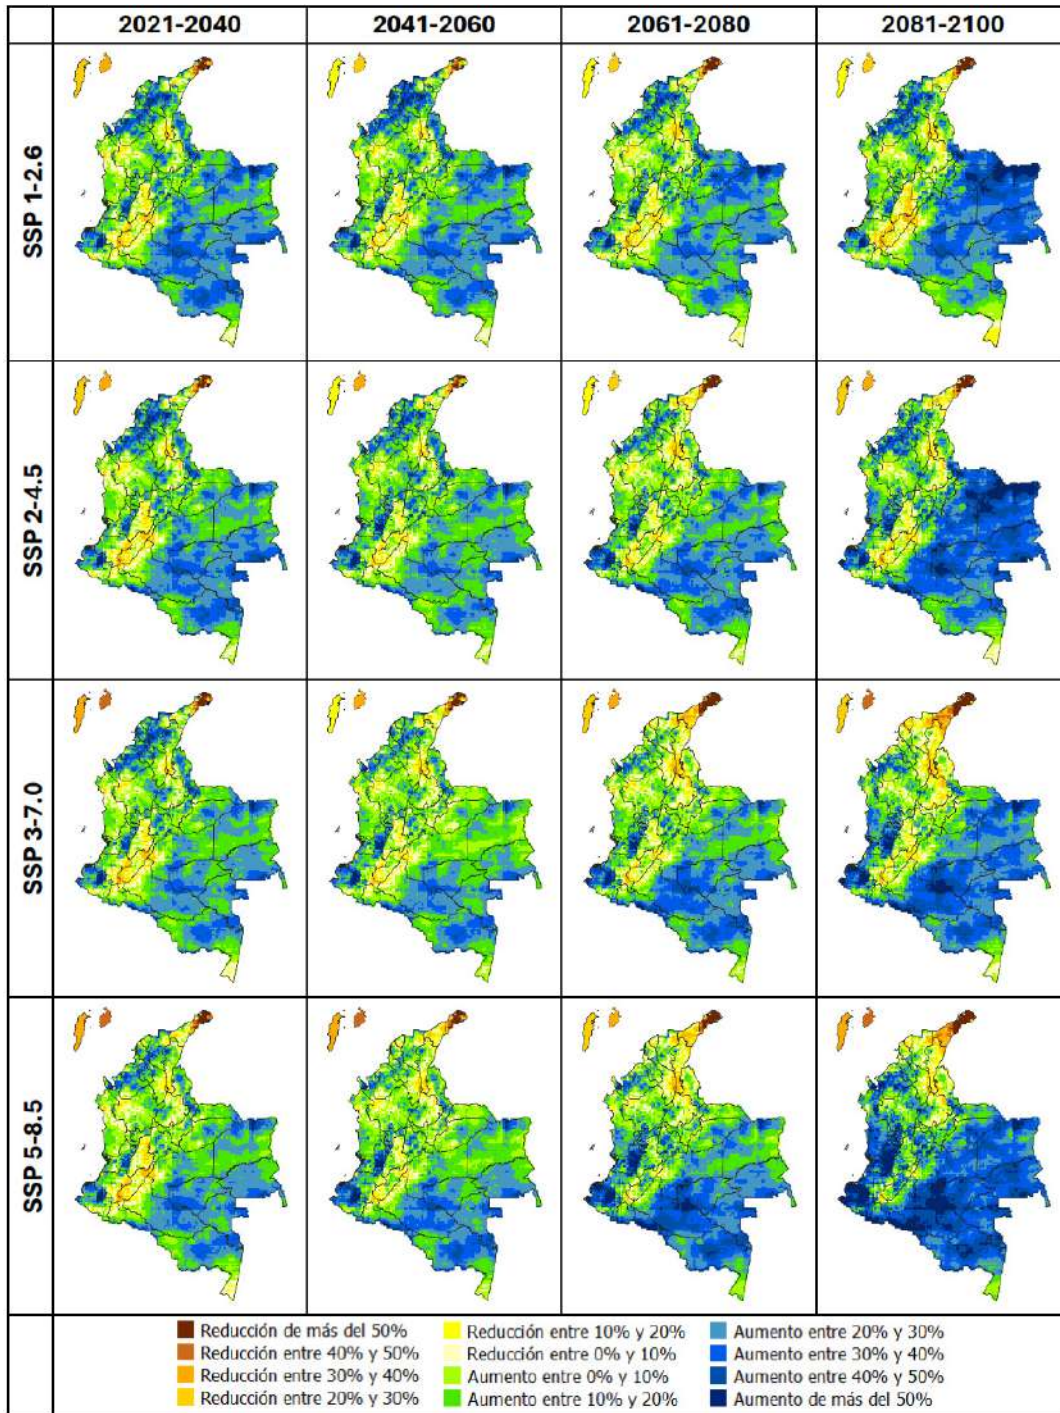 2021-2040 2041-2060 2061-2080 2081-2100
SSP 1-2.6
SSP 2-4.5
SSP 3-7.0
SSP 5-8.5
Reducción de más del 50% Reducción entre 10% y 20% Aumento entre 20% y 30%
Reducción entre 40% y 50% Reducción entre 0% y 10% Aumento entre 30% y 40%
Reducción entre 30% y 40% Aumento entre 0% y 10% Aumento entre 40% y 50%
Reducción entre 20% y 30% Aumento entre 10% y 20% Aumento de más del 50%